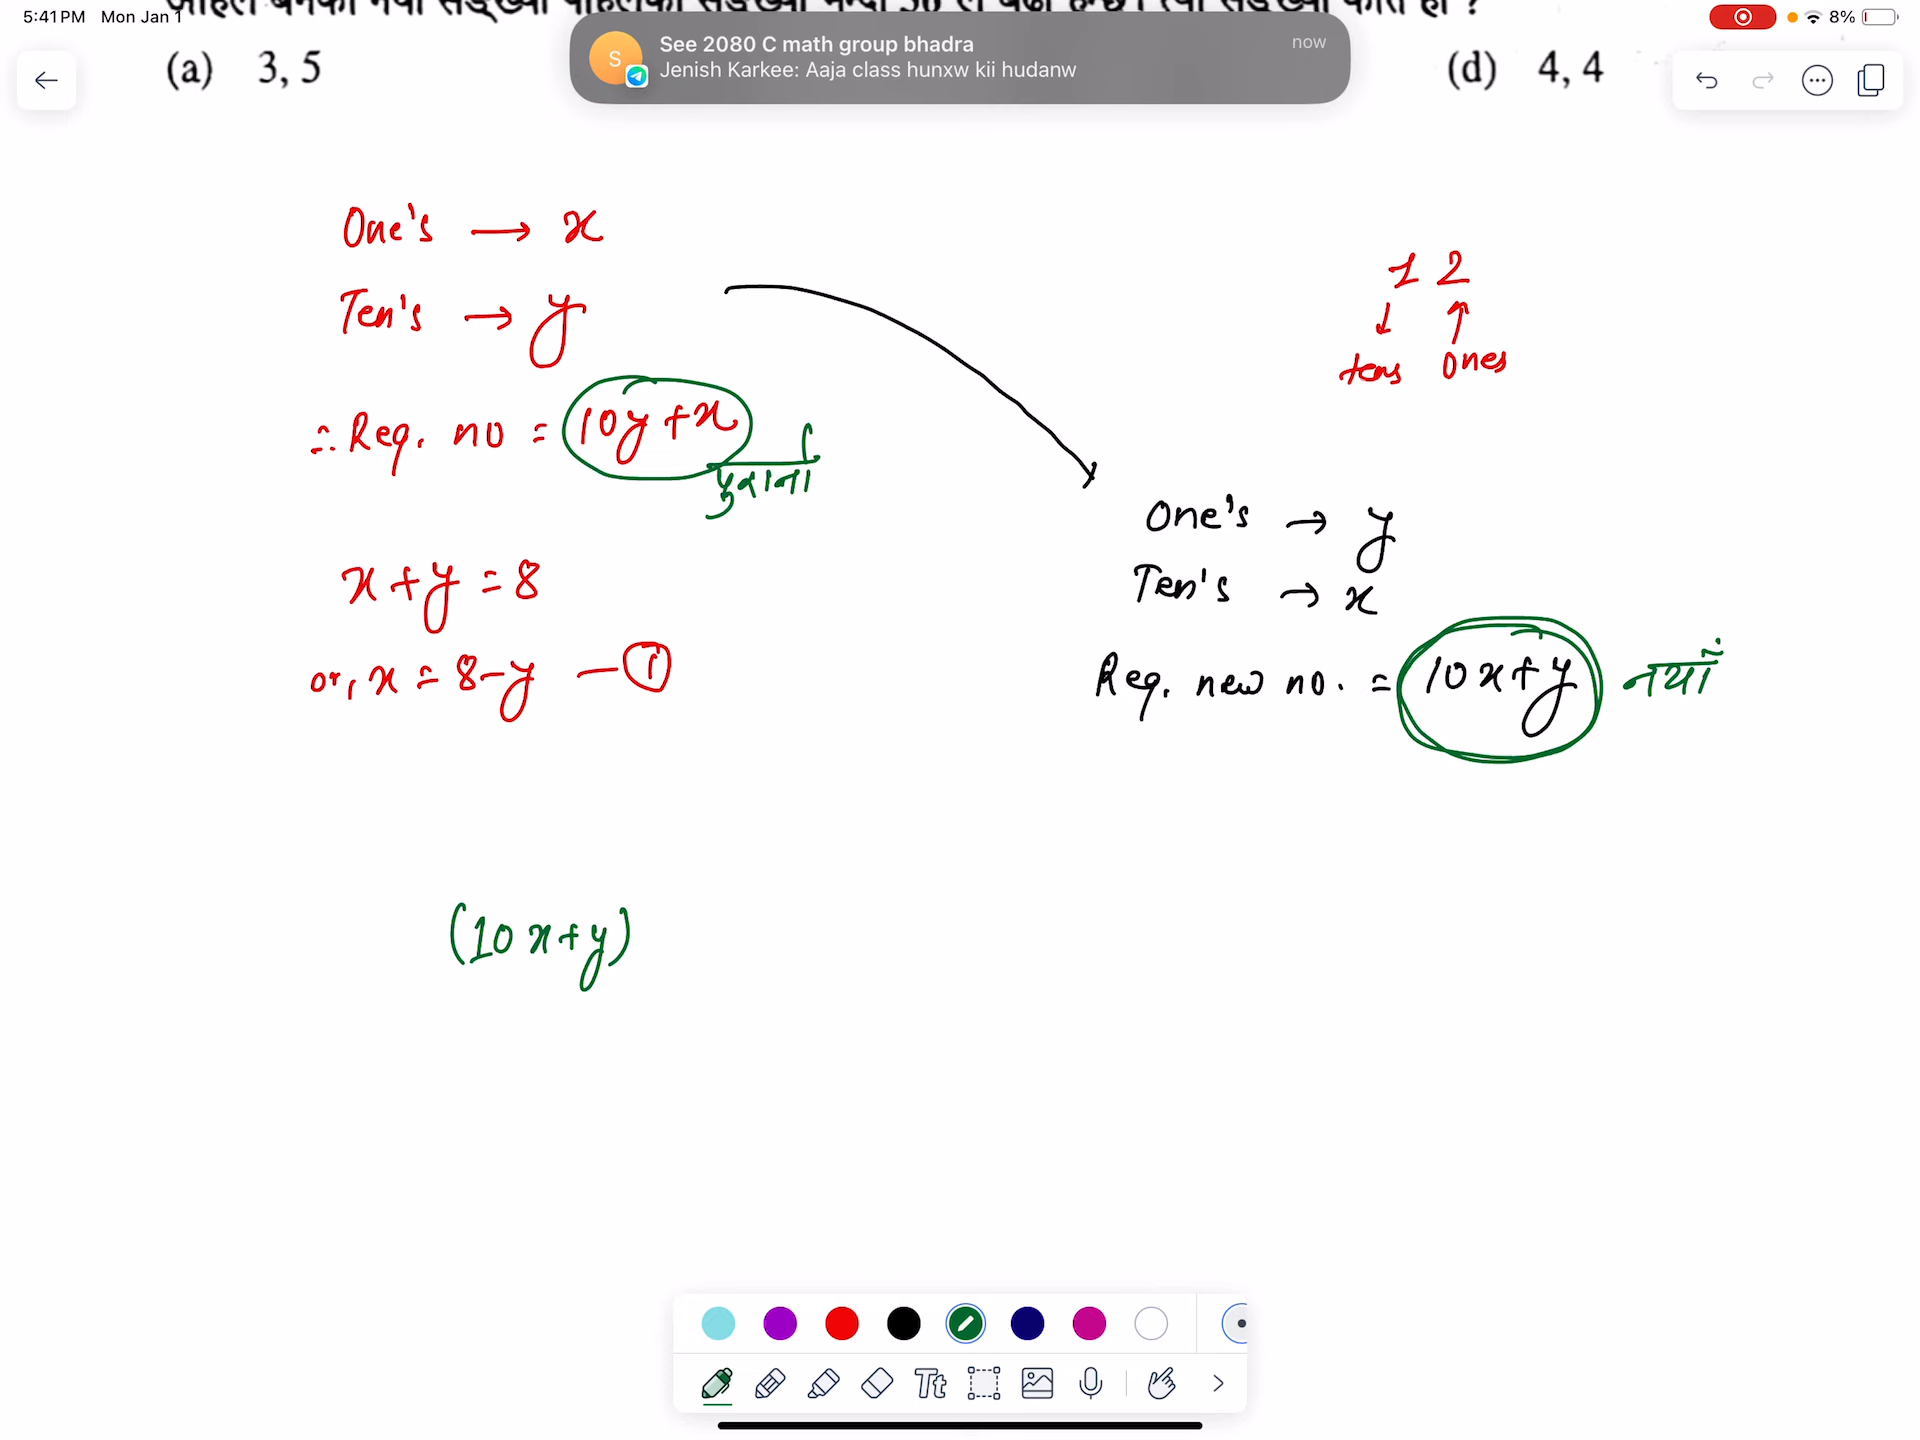 5:41 PM Mon Jan 1
8%
See 2080 C math group bhadra
now
Jenish Karkee: Aaja class hunxw kii hudanw
S
(a) 3, 5
(d) 4, 4
One's → x
Ten's → y
∴ Req. no = 10y + x
पुरानो
x + y = 8
or, x = 8 - y — (i)
(10x+y)
1 2
↓ ↑
tens ones
One's → y
Ten's → x
Req. new no. = 10x+y नयाँ
Tt